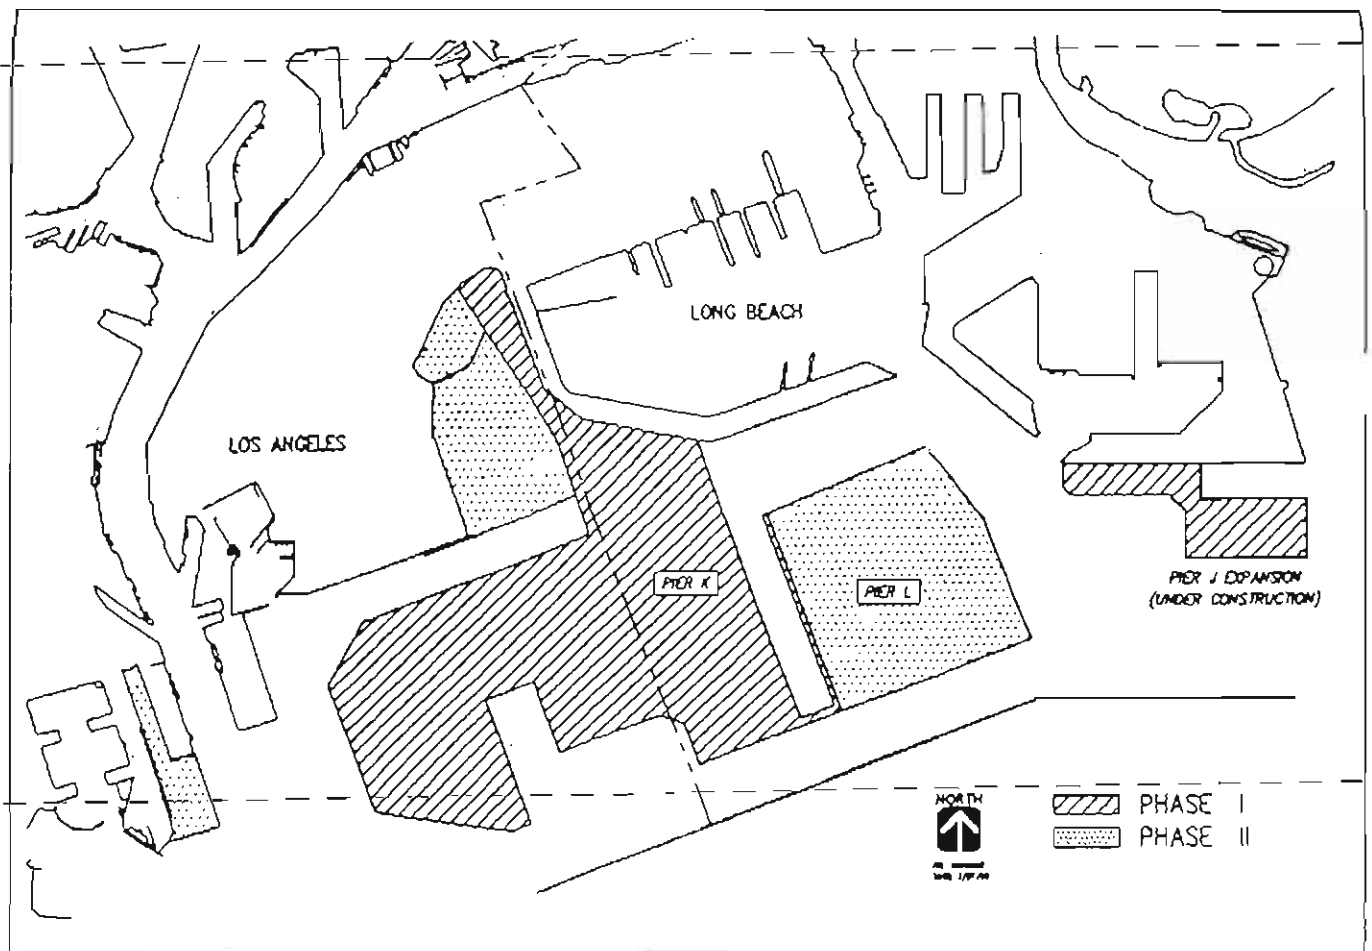 LONG BEACH
LOS ANGELES
PIER K
PIER L
PIER J EXPANSION
(UNDER CONSTRUCTION)
NORTH
PHASE I
PHASE II